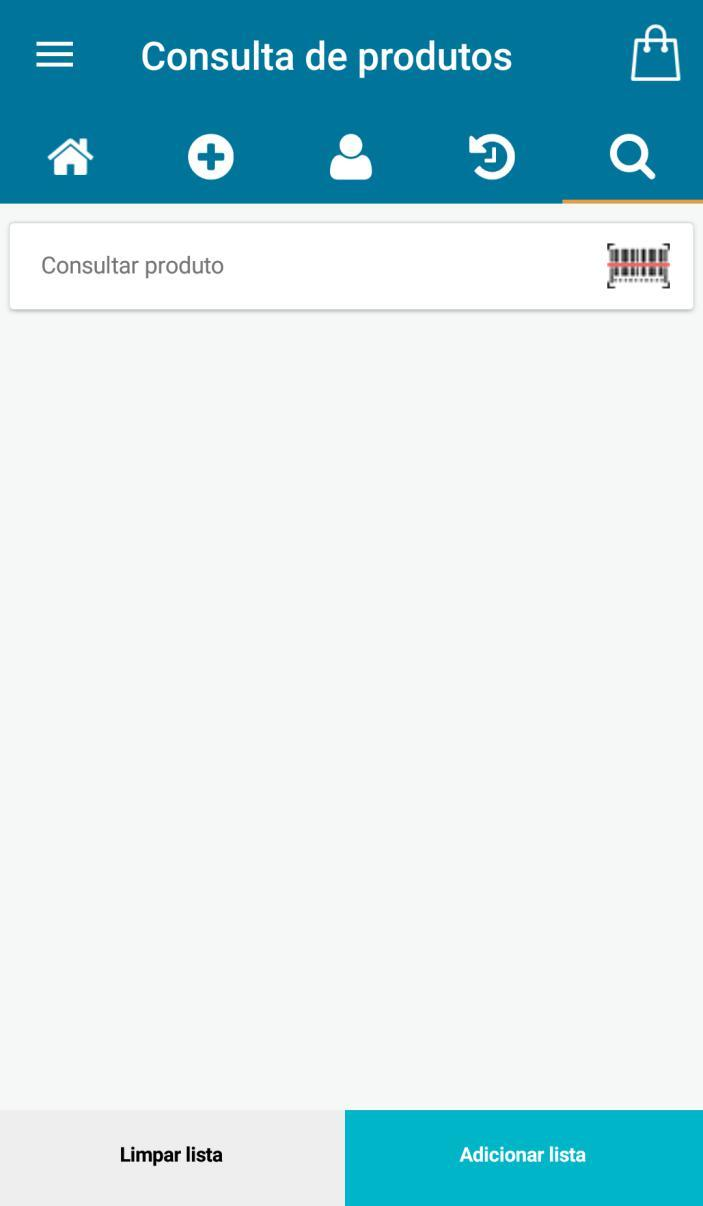 Consulta de produtos
Consultar produto
Limpar lista
Adicionar lista